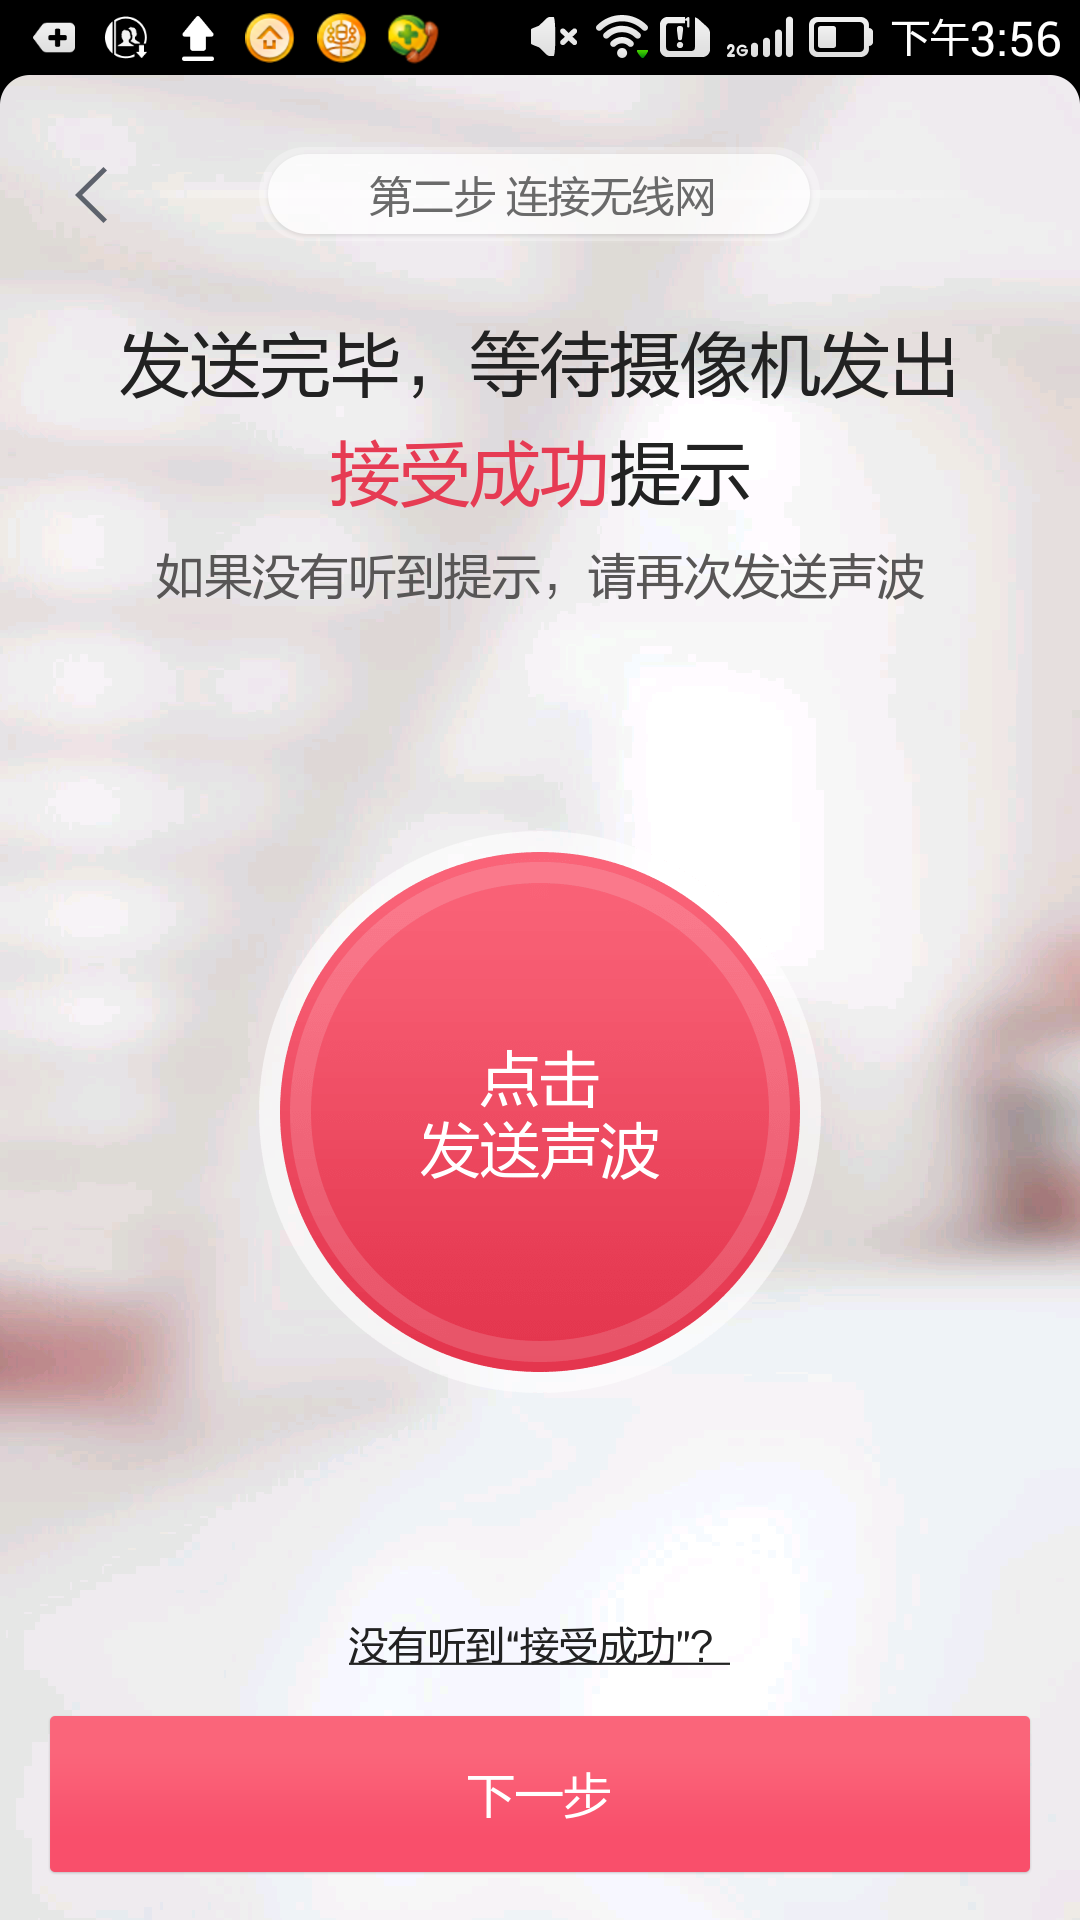 2G 下午3:56
第二步 连接无线网
发送完毕，等待摄像机发出
接受成功提示
如果没有听到提示，请再次发送声波
点击
发送声波
没有听到“接受成功”？
下一步